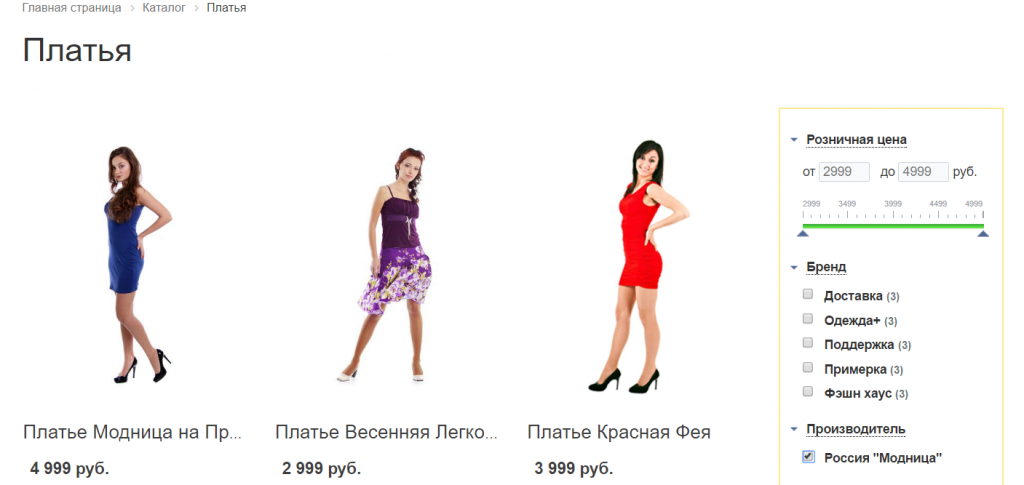 Главная страница > Каталог > Платья
Платья
Платье Модница на Пр...
4 999 руб.
Платье Весенняя Легко...
2 999 руб.
Платье Красная Фея
3 999 руб.
Розничная цена
от 2999 до 4999 руб.
2999 3499 3999 4499 4999
Бренд
Доставка (3)
Одежда+ (3)
Поддержка (3)
Примерка (3)
Фэшн хаус (3)
Производитель
Россия "Модница"